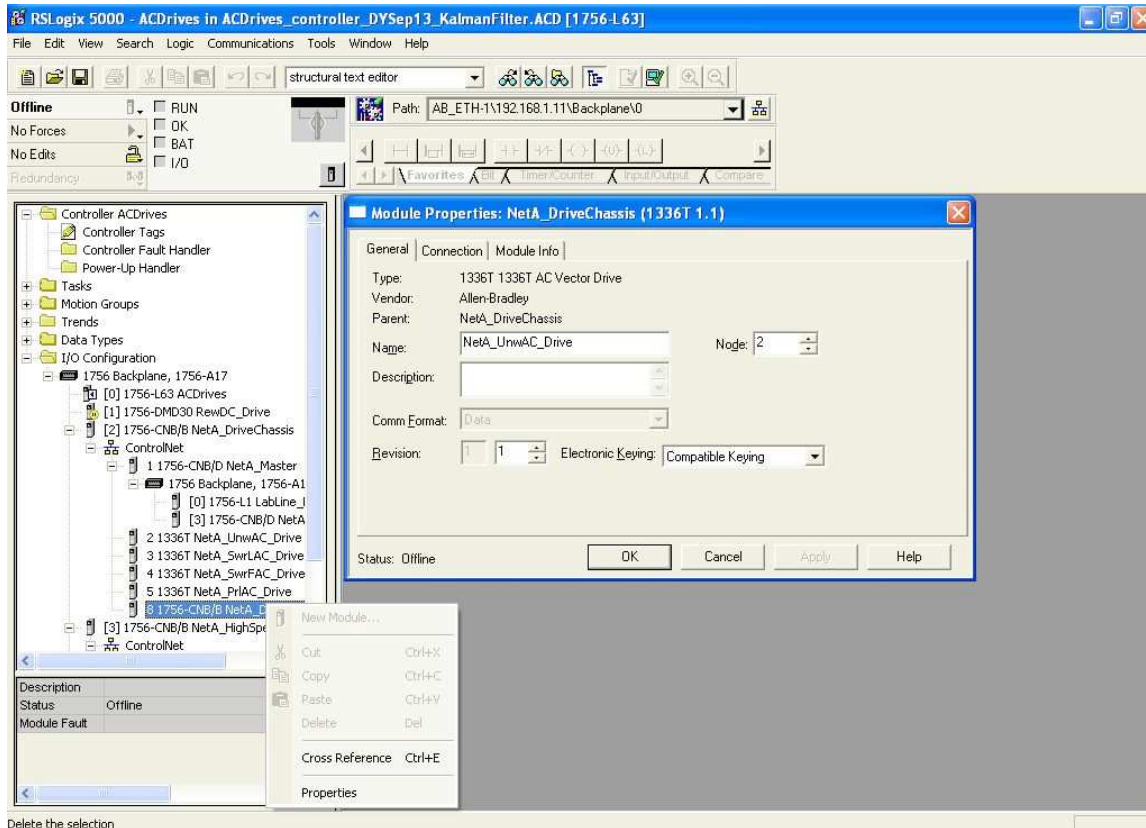 RSLogix 5000 - ACDrives in ACDrives_controller_DYSep13_KalmanFilter.ACD [1756-L63]
File Edit View Search Logic Communications Tools Window Help
structural text editor
Offline RUN
No Forces OK
No Edits BAT
Redundancy I/O
Path: AB_ETH-1\192.168.1.11\Backplane\0
Favorites Bit Timer/Counter Input/Output Compare
Controller ACDrives
Controller Tags
Controller Fault Handler
Power-Up Handler
Tasks
Motion Groups
Trends
Data Types
I/O Configuration
1756 Backplane, 1756-A17
[0] 1756-L63 ACDrives
[1] 1756-DMD30 RewDC_Drive
[2] 1756-CNB/B NetA_DriveChassis
ControlNet
1 1756-CNB/D NetA_Master
1756 Backplane, 1756-A1
[0] 1756-L1 LabLine_
[3] 1756-CNB/D NetA
2 1336T NetA_UnwAC_Drive
3 1336T NetA_SwrLAC_Drive
4 1336T NetA_SwrFAC_Drive
5 1336T NetA_PrlAC_Drive
8 1756-CNB/B NetA_D
[3] 1756-CNB/B NetA_HighSpe
ControlNet
Description
Status Offline
Module Fault
Module Properties: NetA_DriveChassis (1336T 1.1)
General Connection Module Info
Type: 1336T 1336T AC Vector Drive
Vendor: Allen-Bradley
Parent: NetA_DriveChassis
Name: NetA_UnwAC_Drive Node: 2
Description:
Comm Format: Data
Revision: 1 1 Electronic Keying: Compatible Keying
Status: Offline OK Cancel Apply Help
New Module...
Cut Ctrl+X
Copy Ctrl+C
Paste Ctrl+V
Delete Del
Cross Reference Ctrl+E
Properties
Delete the selection